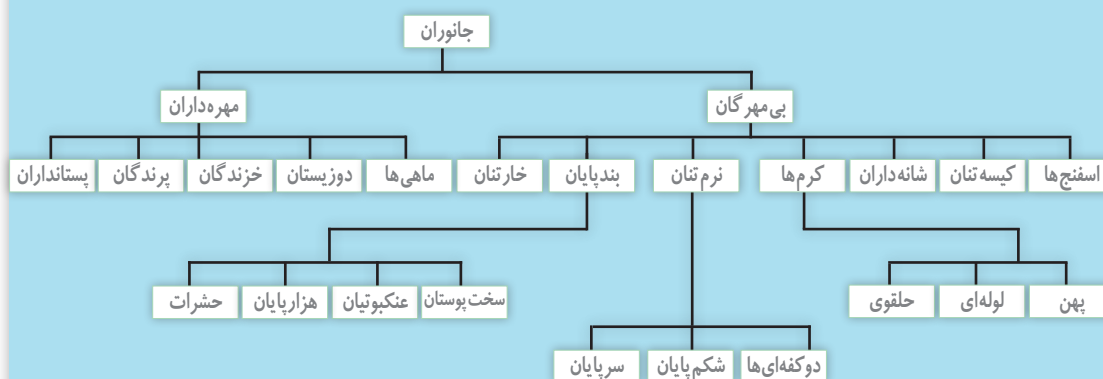 جانوران
بی‌مهرگان مهره‌داران
اسفنج‌ها کیسه‌تنان شانه‌داران کرم‌ها نرم‌تنان بندپایان خارتنان ماهی‌ها دوزیستان خزندگان پرندگان پستانداران
پهن لوله‌ای حلقوی سخت‌پوستان عنکبوتیان هزارپایان حشرات
دوکفه‌ای‌ها شکم‌پایان سرپایان